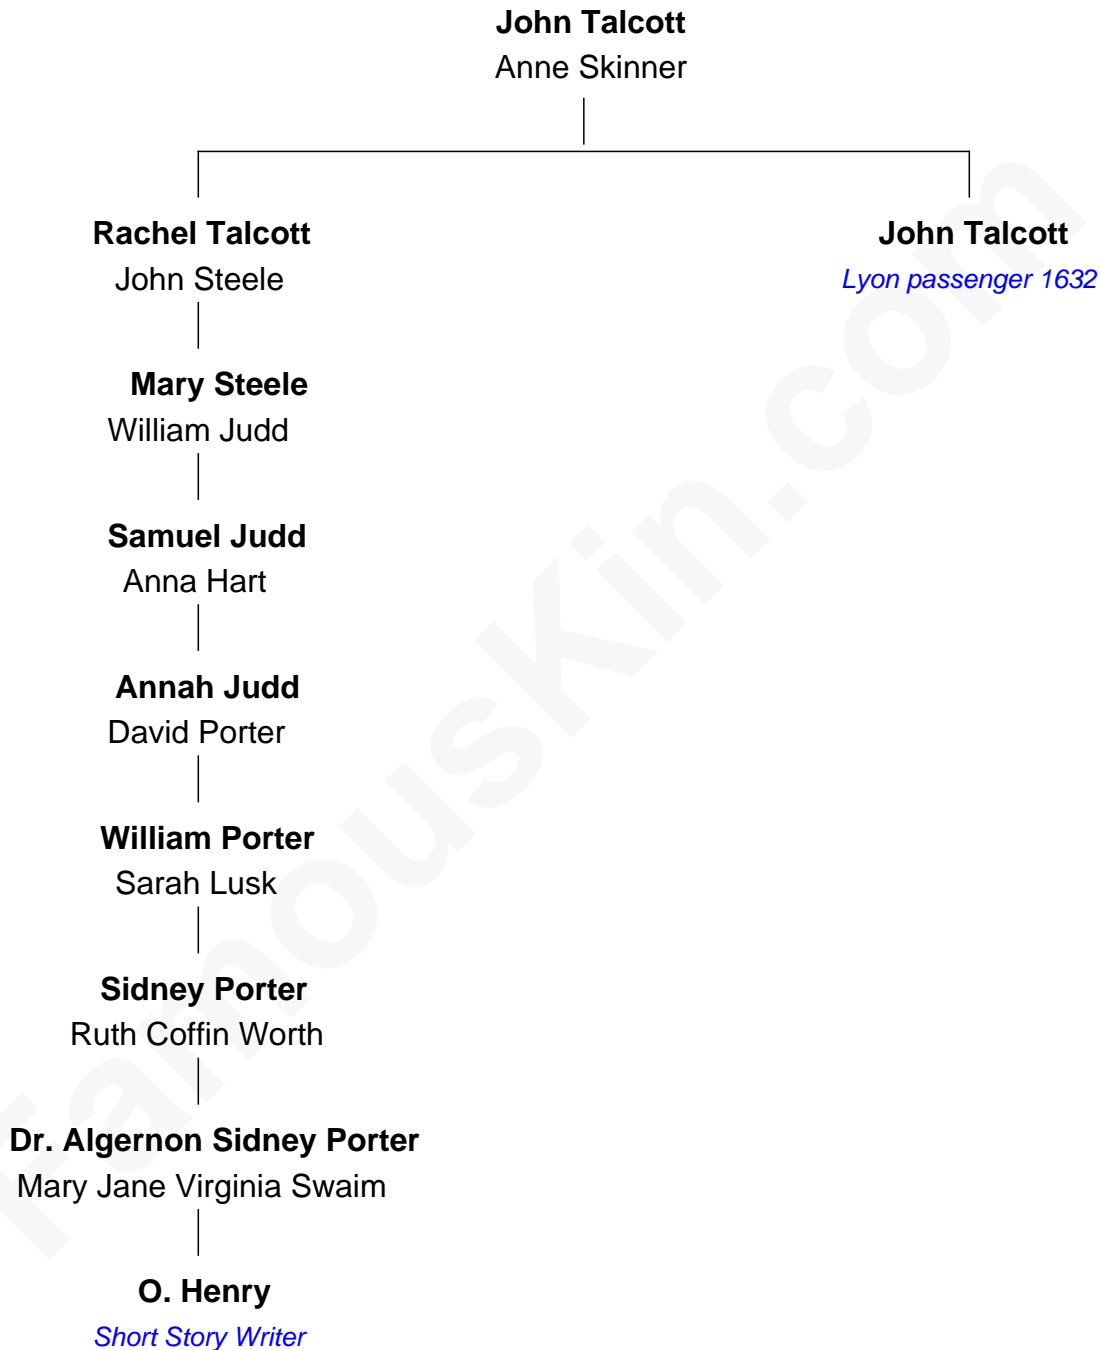 John Talcott
Anne Skinner
Rachel Talcott
John Steele
John Talcott
Lyon passenger 1632
Mary Steele
William Judd
Samuel Judd
Anna Hart
Annah Judd
David Porter
William Porter
Sarah Lusk
Sidney Porter
Ruth Coffin Worth
Dr. Algernon Sidney Porter
Mary Jane Virginia Swaim
O. Henry
Short Story Writer
FamousKin.com